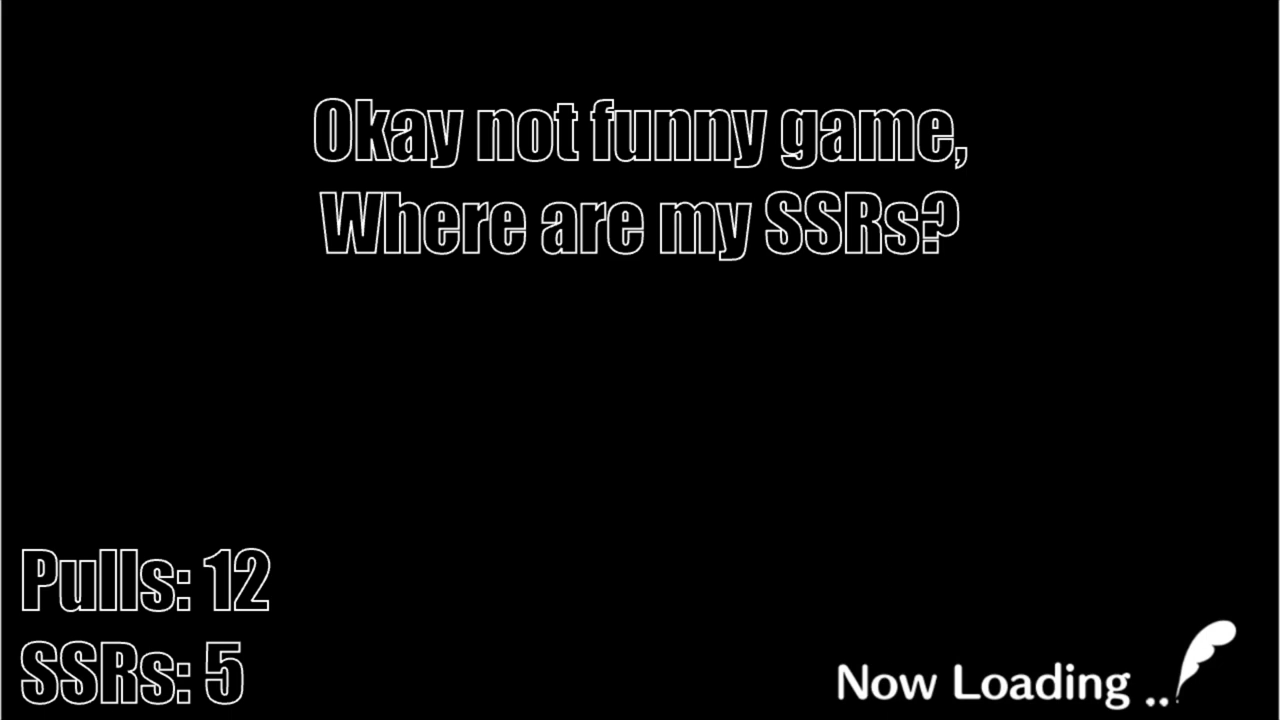 Okay not funny game,
Where are my SSRs?
Pulls: 12
SSRs: 5
Now Loading ..